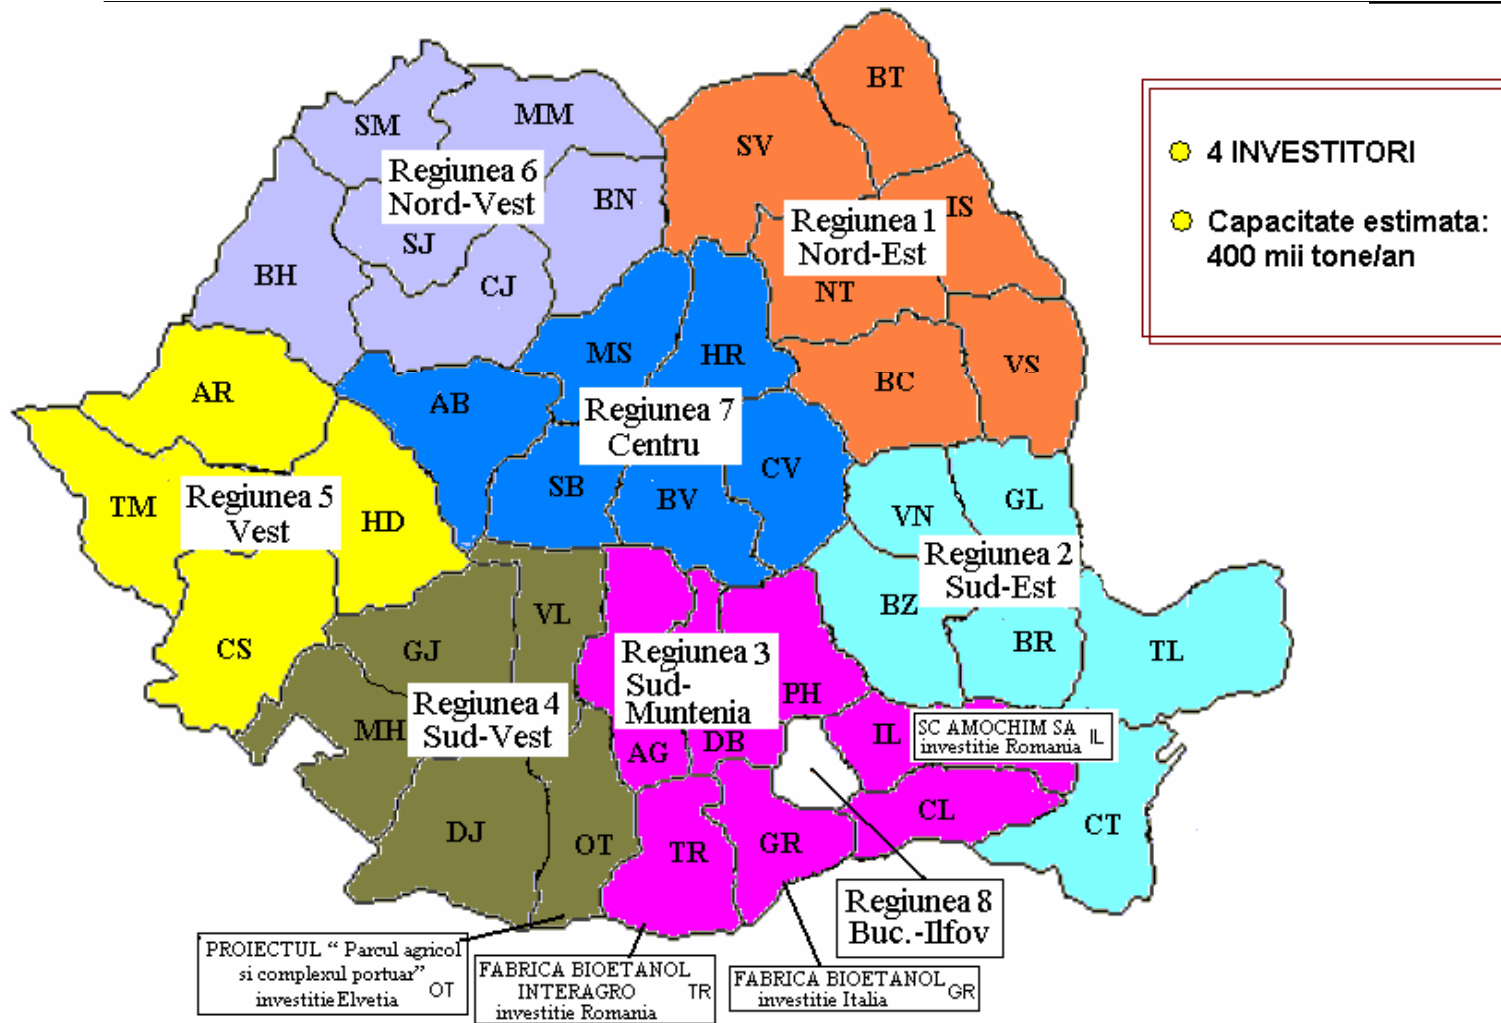 BT
SM
MM
SV
4 INVESTITORI
Regiunea 6
Nord-Vest
BN
IS
Regiunea 1
Nord-Est
Capacitate estimata:
400 mii tone/an
SJ
BH
CJ
NT
MS
HR
VS
BC
AR
AB
Regiunea 7
Centru
CV
SB
BV
TM
Regiunea 5
Vest
HD
VN
GL
Regiunea 2
Sud-Est
BZ
BR
TL
VL
GJ
CS
Regiunea 3
Sud-
Muntenia
PH
Regiunea 4
Sud-Vest
MH
AG
DB
IL
SC AMOCHIM SA
investitie Romania IL
CL
CT
DJ
OT
TR
GR
Regiunea 8
Buc.-Ilfov
PROIECTUL “ Parcul agricol
si complexul portuar”
investitie Elvetia OT
FABRICA BIOETANOL
INTERAGRO TR
investitie Romania
FABRICA BIOETANOL
investitie Italia GR